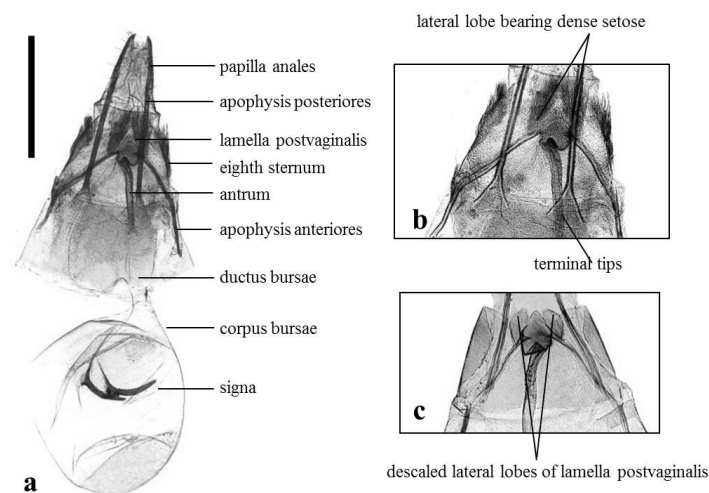 papilla anales
apophysis posteriores
lamella postvaginalis
eighth sternum
antrum
apophysis anteriores
ductus bursae
corpus bursae
signa
a
lateral lobe bearing dense setose
b
terminal tips
c
descaled lateral lobes of lamella postvaginalis